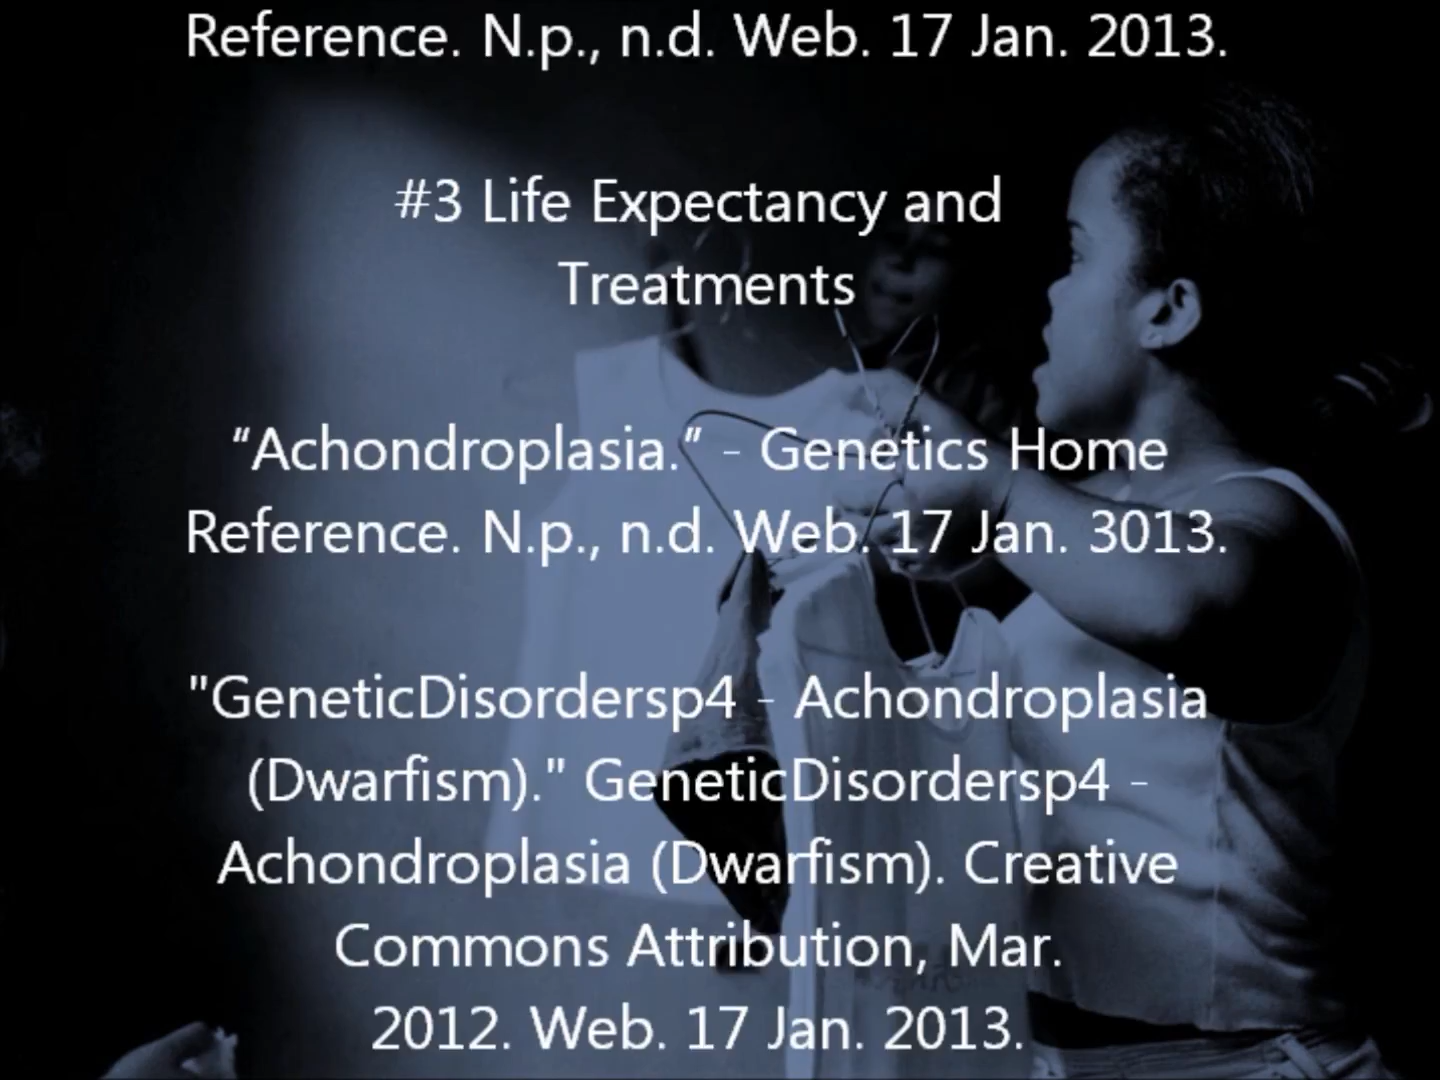 Reference. N.p., n.d. Web. 17 Jan. 2013.
#3 Life Expectancy and
Treatments
“Achondroplasia.” - Genetics Home
Reference. N.p., n.d. Web. 17 Jan. 3013.
"GeneticDisordersp4 - Achondroplasia
(Dwarfism)." GeneticDisordersp4 -
Achondroplasia (Dwarfism). Creative
Commons Attribution, Mar.
2012. Web. 17 Jan. 2013.